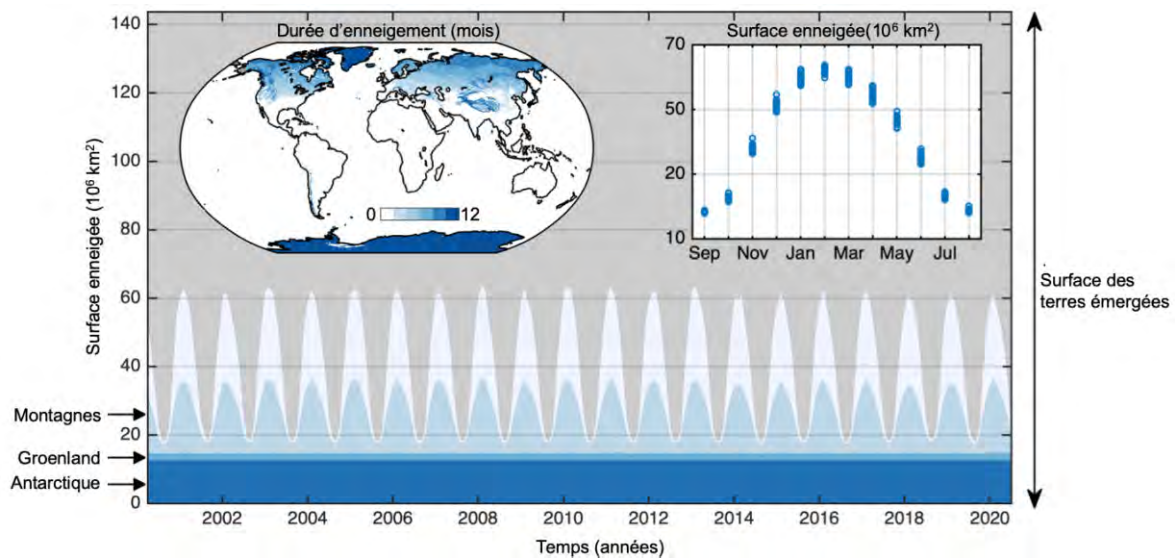 Durée d'enneigement (mois)
0 12
Surface enneigée(10⁶ km²)
70
50
20
10
Sep Nov Jan Mar May Jul
Surface enneigée (10⁶ km²)
140
120
100
80
60
40
20
0
Montagnes
Groenland
Antarctique
Surface des
terres émergées
2002 2004 2006 2008 2010 2012 2014 2016 2018 2020
Temps (années)